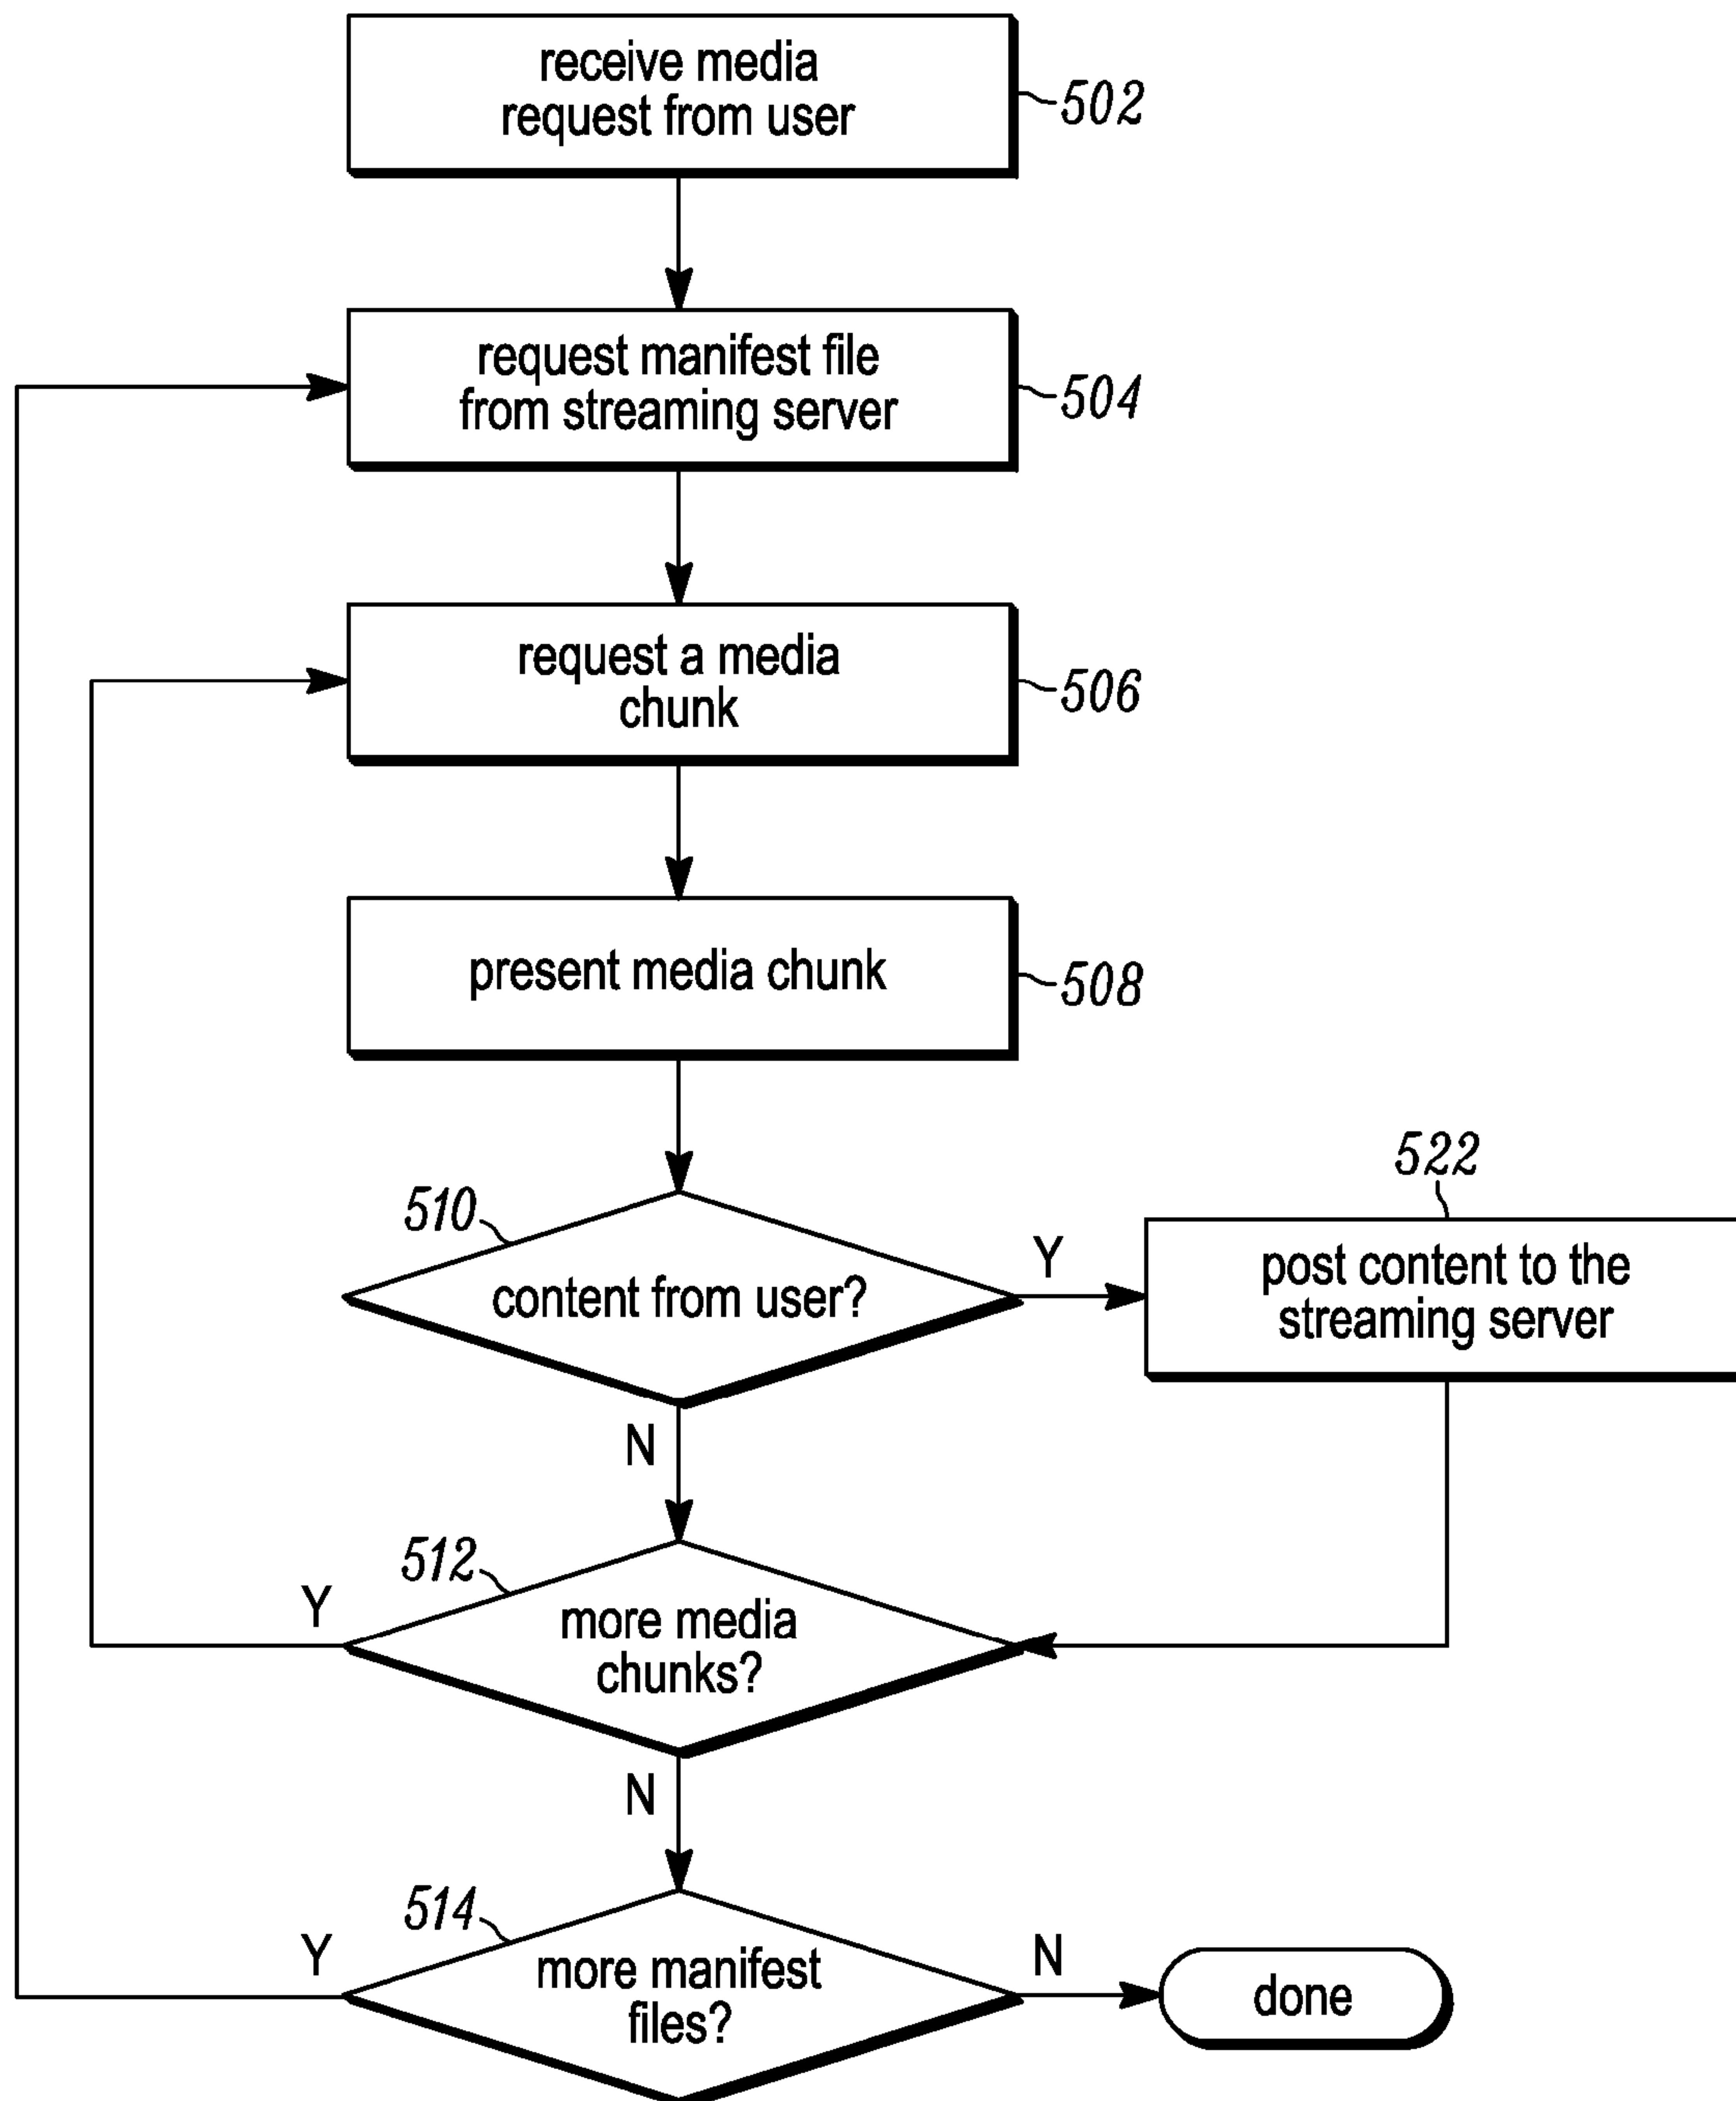 receive media
request from user
502
request manifest file
from streaming server
504
request a media
chunk
506
present media chunk
508
522
510
content from user?
Y
post content to the
streaming server
N
512
Y
more media
chunks?
N
514
Y
more manifest
files?
N
done